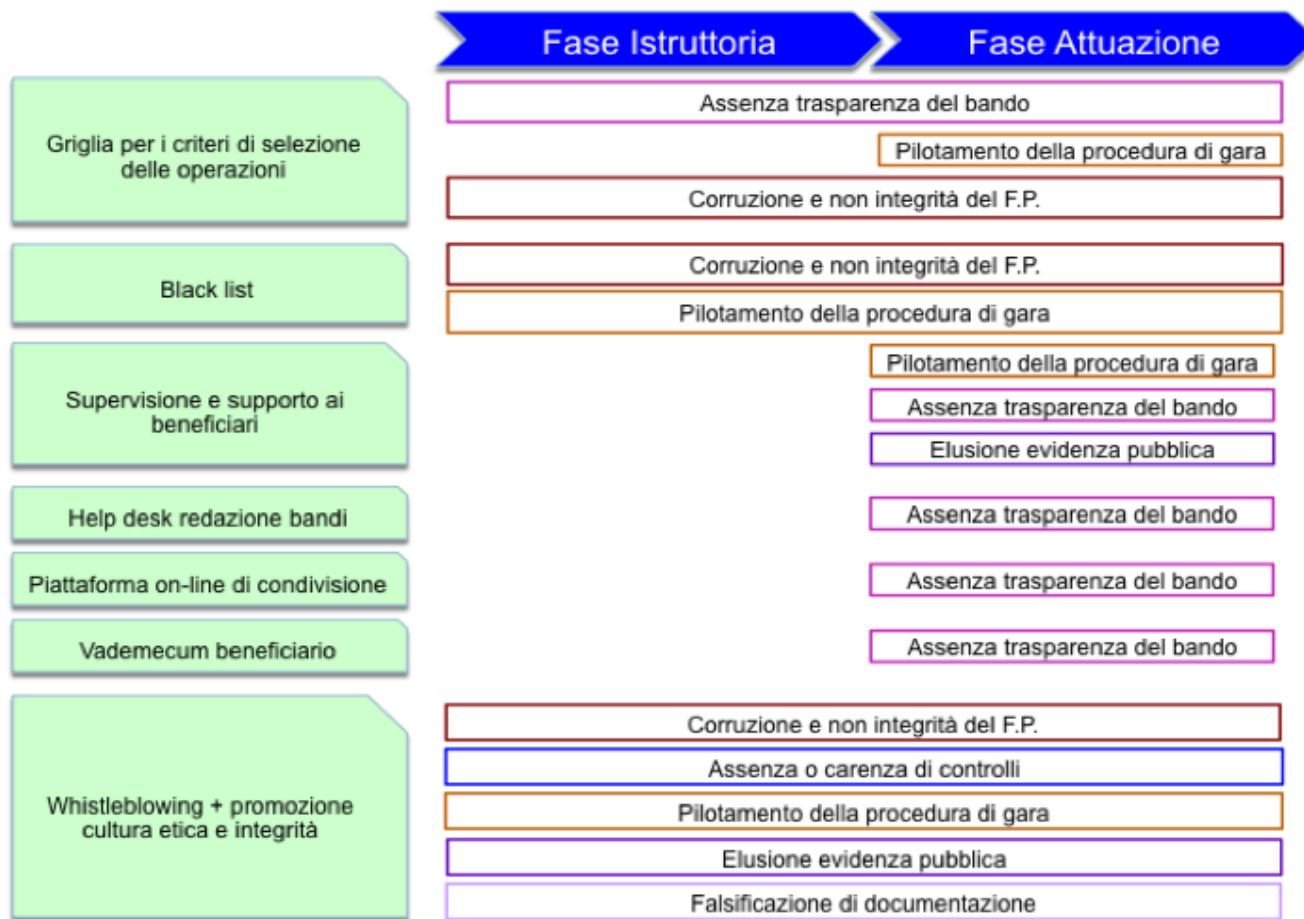 Fase Istruttoria
Fase Attuazione
Griglia per i criteri di selezione
delle operazioni
Assenza trasparenza del bando
Pilotamento della procedura di gara
Corruzione e non integrità del F.P.
Black list
Corruzione e non integrità del F.P.
Pilotamento della procedura di gara
Supervisione e supporto ai
beneficiari
Pilotamento della procedura di gara
Assenza trasparenza del bando
Elusione evidenza pubblica
Help desk redazione bandi
Assenza trasparenza del bando
Piattaforma on-line di condivisione
Assenza trasparenza del bando
Vademecum beneficiario
Assenza trasparenza del bando
Whistleblowing + promozione
cultura etica e integrità
Corruzione e non integrità del F.P.
Assenza o carenza di controlli
Pilotamento della procedura di gara
Elusione evidenza pubblica
Falsificazione di documentazione